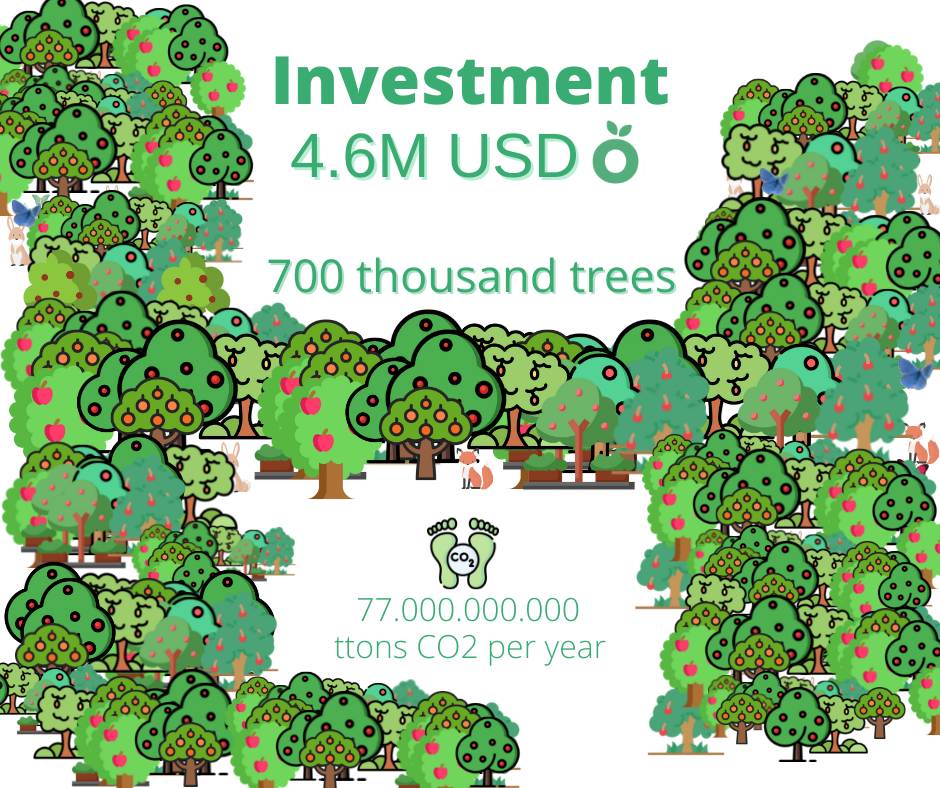 Investment
4.6M USD
700 thousand trees
CO2
77.000.000.000
ttons CO2 per year